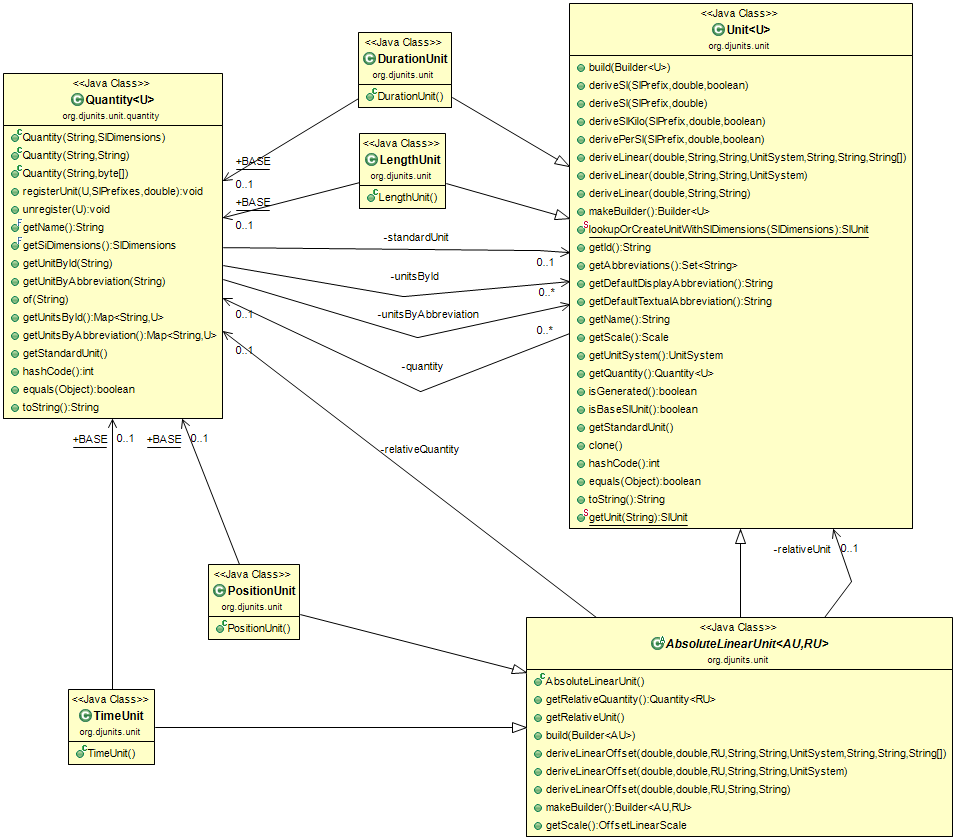 <<Java Class>>
Quantity<U>
org.djunits.unit.quantity
Quantity(String,SIDimensions)
Quantity(String,String)
Quantity(String,byte[])
registerUnit(U,SIPrefixes,double):void
unregister(U):void
getName():String
getSiDimensions():SIDimensions
getUnitById(String)
getUnitByAbbreviation(String)
of(String)
getUnitsById():Map<String,U>
getUnitsByAbbreviation():Map<String,U>
getStandardUnit()
hashCode():int
equals(Object):boolean
toString():String
<<Java Class>>
DurationUnit
org.djunits.unit
DurationUnit()
<<Java Class>>
LengthUnit
org.djunits.unit
LengthUnit()
<<Java Class>>
Unit<U>
org.djunits.unit
build(Builder<U>)
deriveSI(SIPrefix,double,boolean)
deriveSI(SIPrefix,double)
deriveSIKilo(SIPrefix,double,boolean)
derivePerSI(SIPrefix,double,boolean)
deriveLinear(double,String,String,UnitSystem,String,String,String[])
deriveLinear(double,String,String,UnitSystem)
deriveLinear(double,String,String)
makeBuilder():Builder<U>
lookupOrCreateUnitWithSIDimensions(SIDimensions):SIUnit
getId():String
getAbbreviations():Set<String>
getDefaultDisplayAbbreviation():String
getDefaultTextualAbbreviation():String
getName():String
getScale():Scale
getUnitSystem():UnitSystem
getQuantity():Quantity<U>
isGenerated():boolean
isBaseSIUnit():boolean
getStandardUnit()
clone()
hashCode():int
equals(Object):boolean
toString():String
getUnit(String):SIUnit
+BASE
0..1
+BASE
0..1
-standardUnit
0..1
-unitsById
0..*
-unitsByAbbreviation
0..*
0..1
-quantity
0..1
-relativeQuantity
+BASE
0..1
+BASE
0..1
-relativeUnit
0..1
<<Java Class>>
PositionUnit
org.djunits.unit
PositionUnit()
<<Java Class>>
TimeUnit
org.djunits.unit
TimeUnit()
<<Java Class>>
AbsoluteLinearUnit<AU,RU>
org.djunits.unit
AbsoluteLinearUnit()
getRelativeQuantity():Quantity<RU>
getRelativeUnit()
build(Builder<AU>)
deriveLinearOffset(double,double,RU,String,String,UnitSystem,String,String,String[])
deriveLinearOffset(double,double,RU,String,String,UnitSystem)
deriveLinearOffset(double,double,RU,String,String)
makeBuilder():Builder<AU,RU>
getScale():OffsetLinearScale